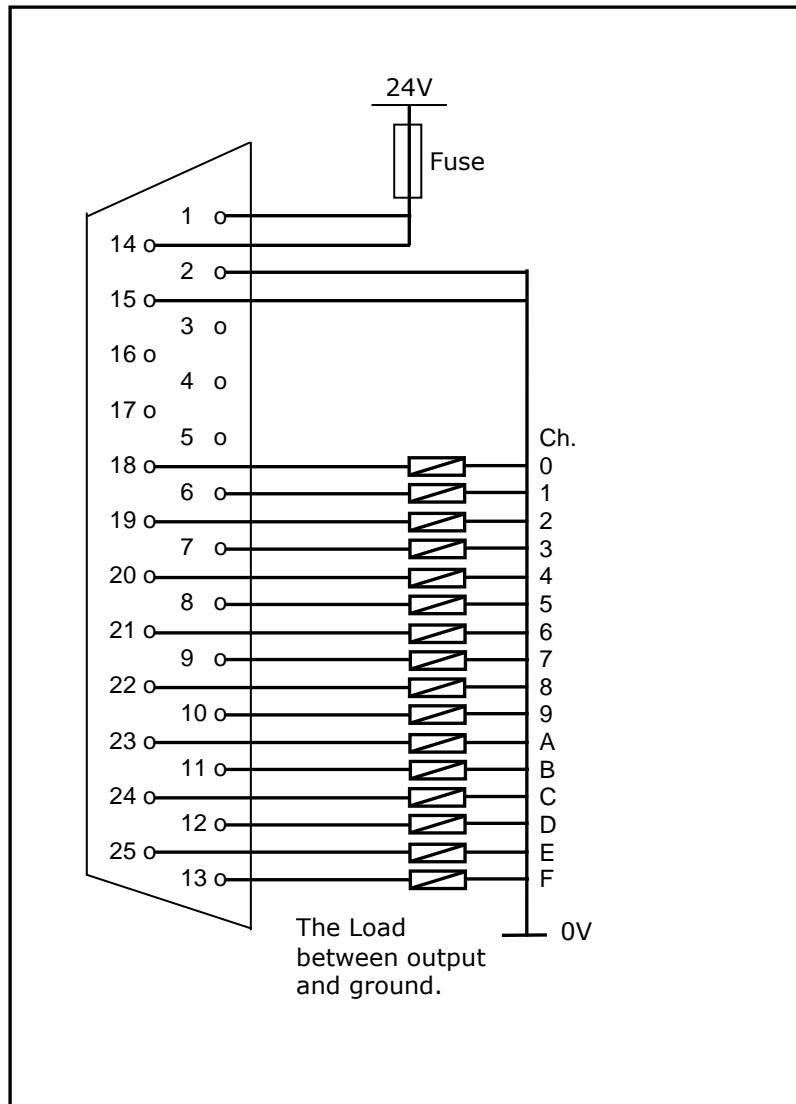 24V
Fuse
1 o
14 o
2 o
15 o
3 o
16 o
4 o
17 o
5 o
Ch.
18 o 0
6 o 1
19 o 2
7 o 3
20 o 4
8 o 5
21 o 6
9 o 7
22 o 8
10 o 9
23 o A
11 o B
24 o C
12 o D
25 o E
13 o F
0V
The Load
between output
and ground.